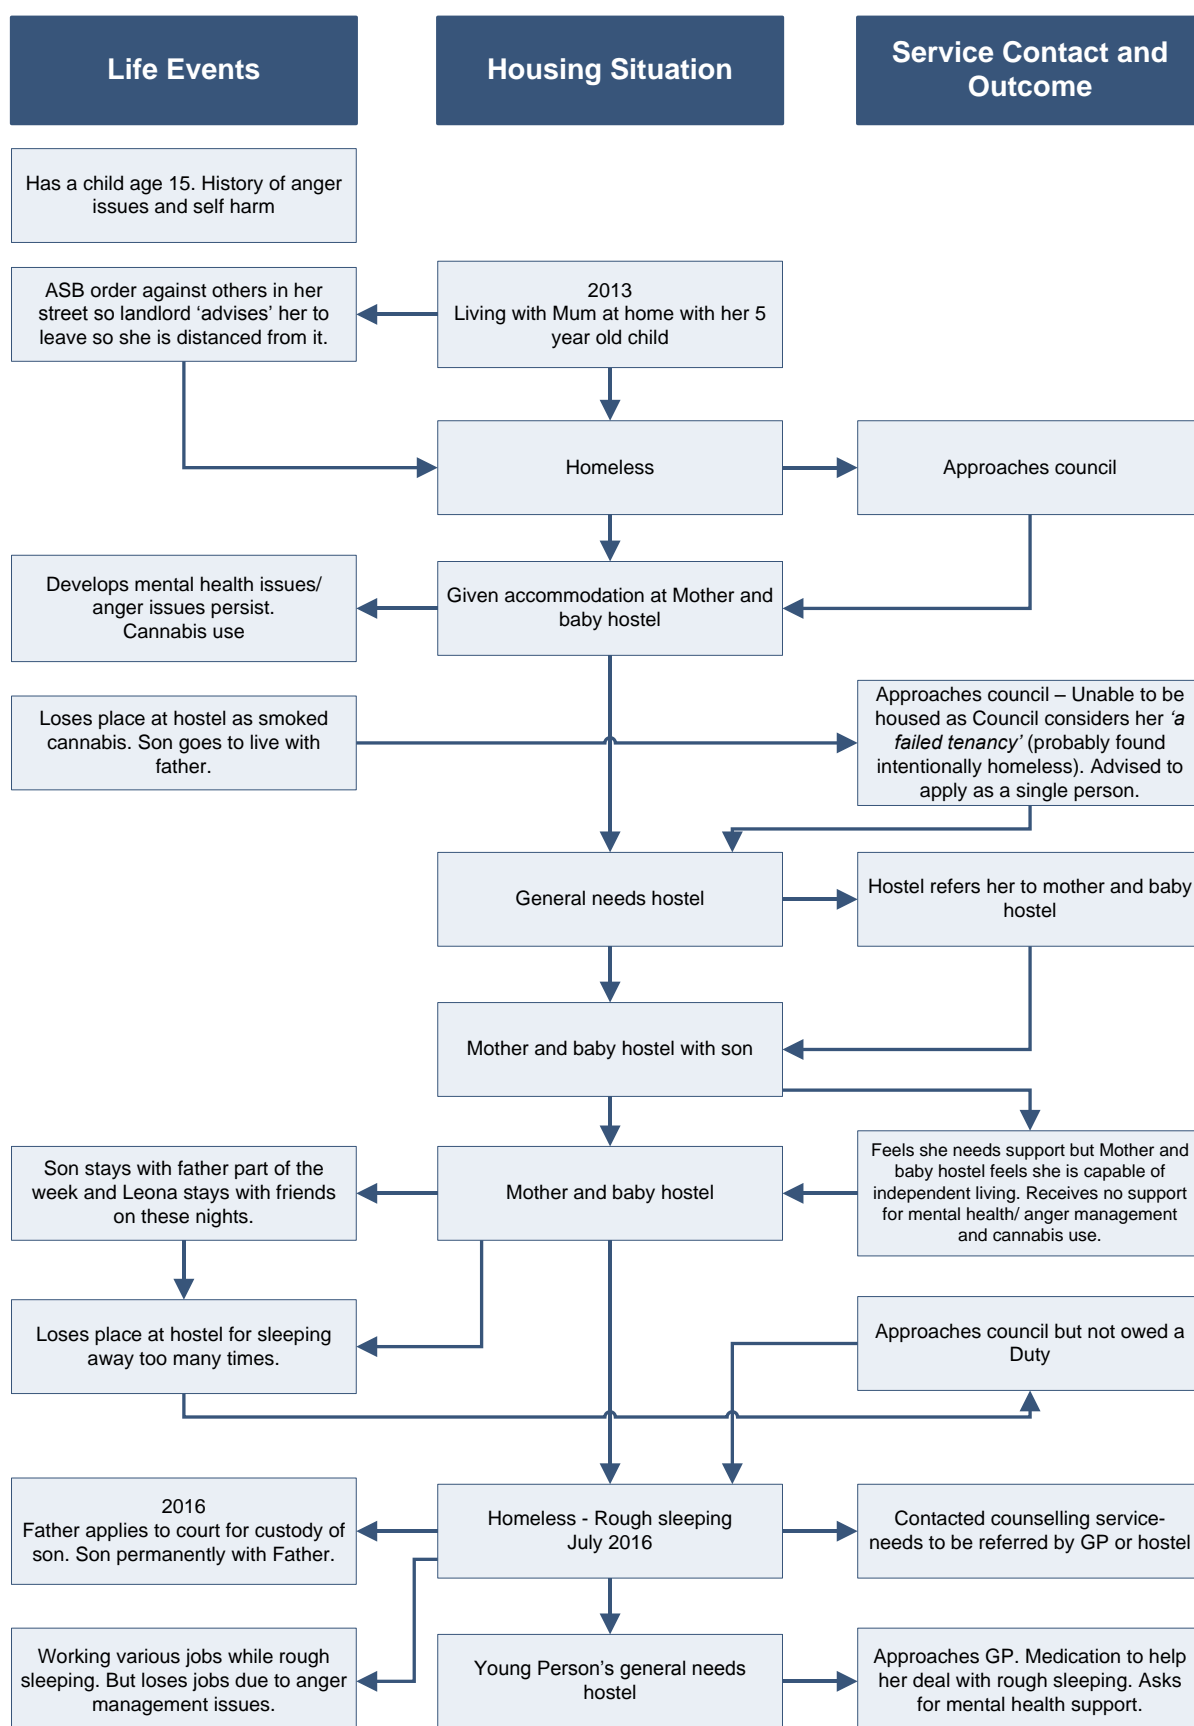 Life Events
Housing Situation
Service Contact and
Outcome
Has a child age 15. History of anger
issues and self harm
ASB order against others in her
street so landlord ‘advises’ her to
leave so she is distanced from it.
2013
Living with Mum at home with her 5
year old child
Homeless
Approaches council
Develops mental health issues/
anger issues persist.
Cannabis use
Given accommodation at Mother and
baby hostel
Loses place at hostel as smoked
cannabis. Son goes to live with
father.
Approaches council – Unable to be
housed as Council considers her ‘a
failed tenancy’ (probably found
intentionally homeless). Advised to
apply as a single person.
General needs hostel
Hostel refers her to mother and baby
hostel
Mother and baby hostel with son
Son stays with father part of the
week and Leona stays with friends
on these nights.
Mother and baby hostel
Feels she needs support but Mother and
baby hostel feels she is capable of
independent living. Receives no support
for mental health/ anger management
and cannabis use.
Loses place at hostel for sleeping
away too many times.
Approaches council but not owed a
Duty
2016
Father applies to court for custody of
son. Son permanently with Father.
Homeless - Rough sleeping
July 2016
Contacted counselling service-
needs to be referred by GP or hostel
Working various jobs while rough
sleeping. But loses jobs due to anger
management issues.
Young Person’s general needs
hostel
Approaches GP. Medication to help
her deal with rough sleeping. Asks
for mental health support.